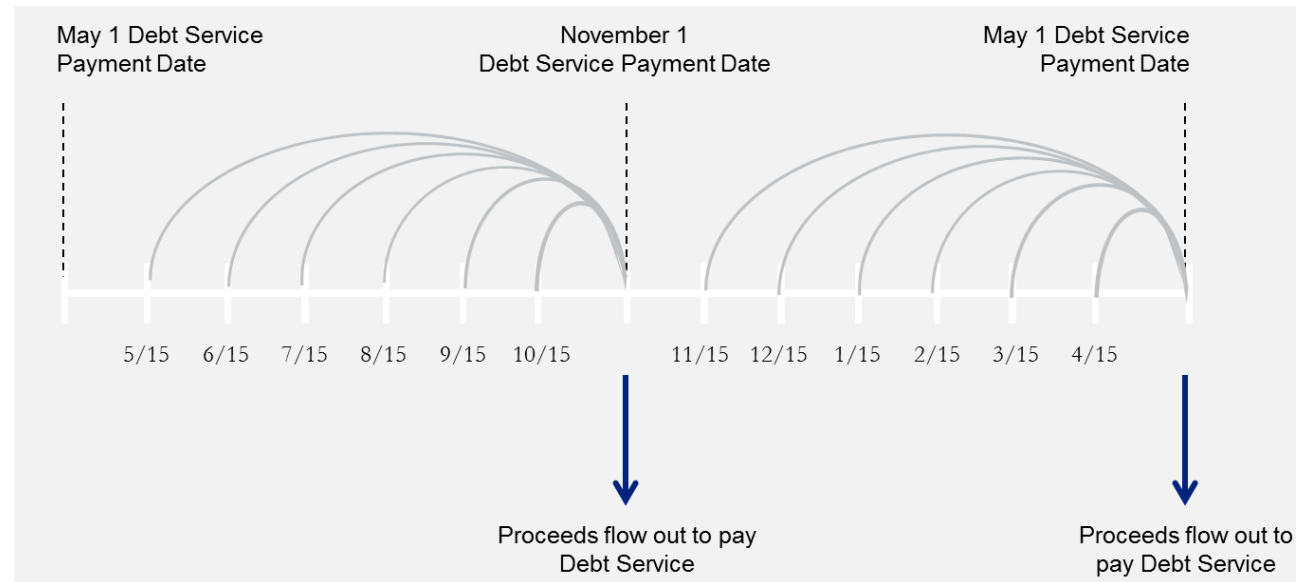 May 1 Debt Service
Payment Date
November 1
Debt Service Payment Date
May 1 Debt Service
Payment Date
5/15
6/15
7/15
8/15
9/15
10/15
11/15
12/15
1/15
2/15
3/15
4/15
Proceeds flow out to pay
Debt Service
Proceeds flow out to
pay Debt Service